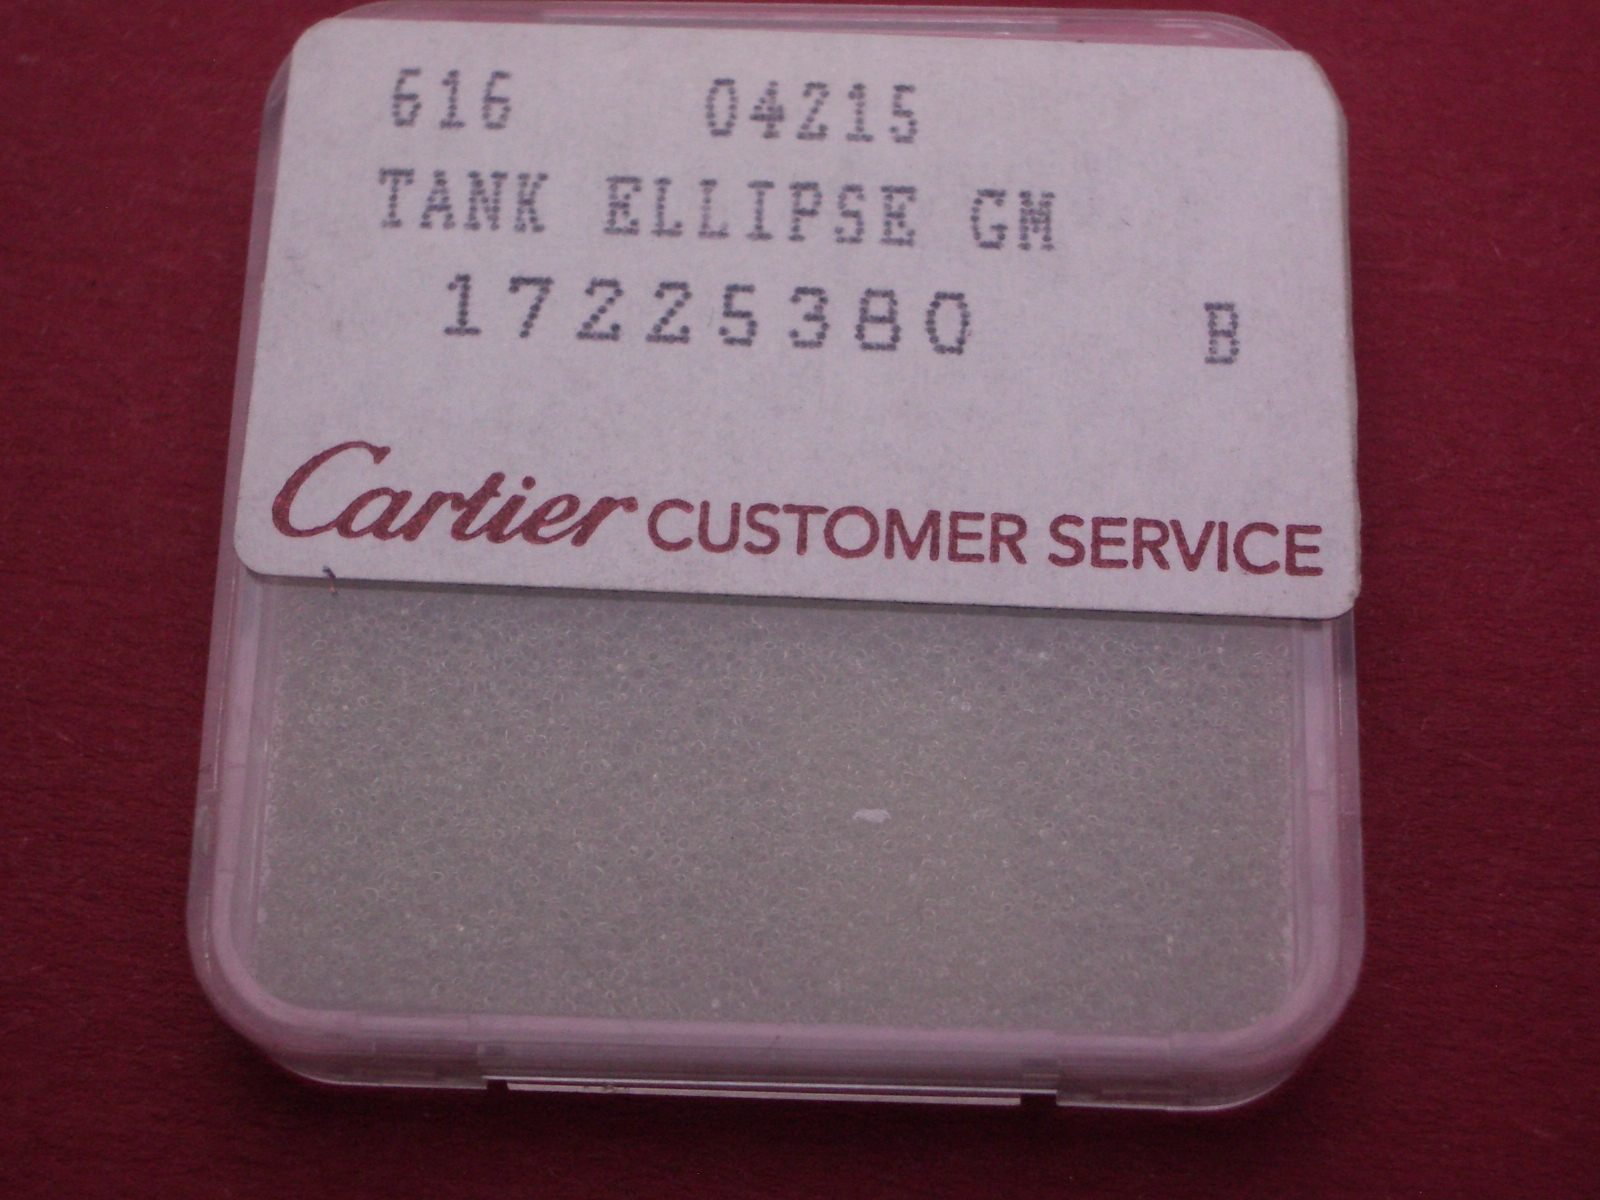 616 04215
TANK ELLIPSE GM
17225380 B
Cartier CUSTOMER SERVICE